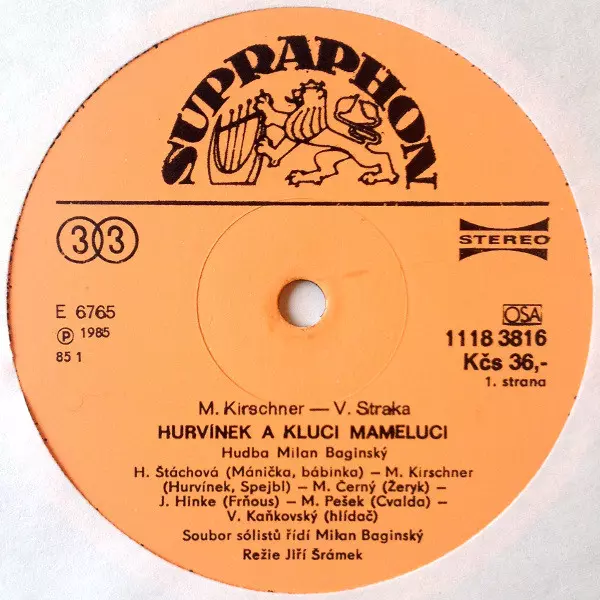 SUPRAPHON
33
STEREO
E 6765
℗ 1985
85 1
OSA
1118 3816
Kčs 36,-
1. strana
M. Kirschner — V. Straka
HURVÍNEK A KLUCI MAMELUCI
Hudba Milan Baginský
H. Štáchová (Mánička, bábinka) — M. Kirschner
(Hurvínek, Spejbl) — M. Černý (Žeryk) —
J. Hinke (Frňous) — M. Pešek (Cvalda) —
V. Kaňkovský (hlídač)
Soubor sólistů řídí Milan Baginský
Režie Jiří Šrámek